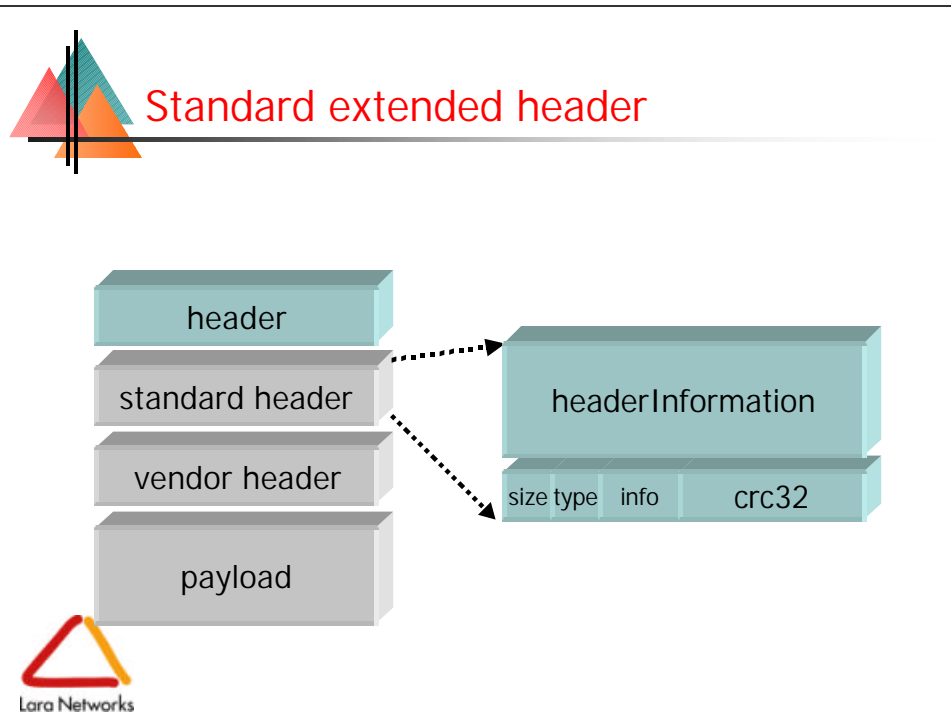 Standard extended header
header
standard header
vendor header
payload
headerInformation
size type info crc32
Lara Networks